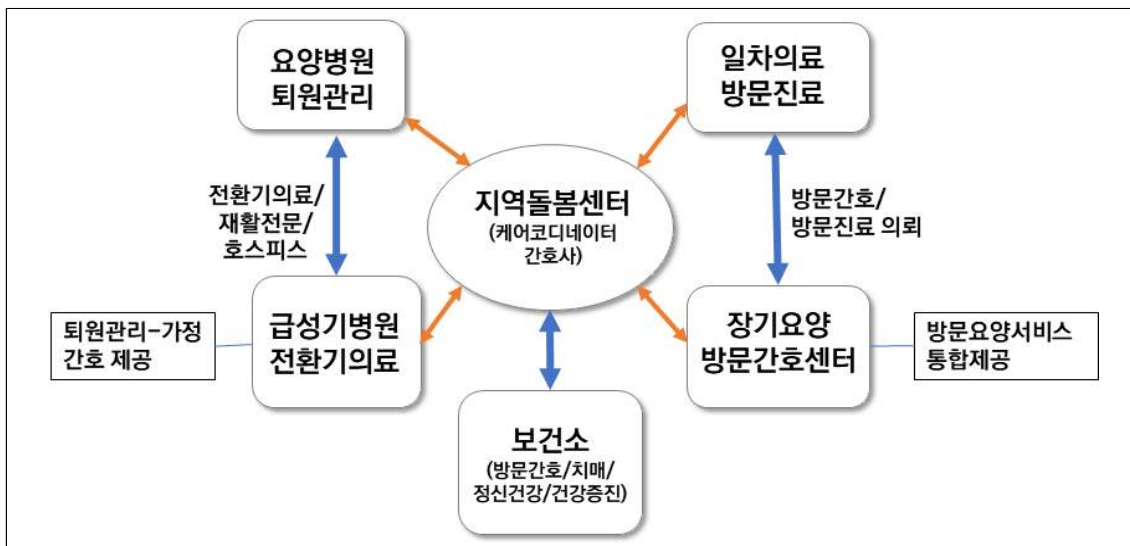 요양병원
퇴원관리
일차의료
방문진료
전환기의료/
재활전문/
호스피스
지역돌봄센터
(케어코디네이터
간호사)
방문간호/
방문진료 의뢰
퇴원관리-가정
간호 제공
급성기병원
전환기의료
장기요양
방문간호센터
방문요양서비스
통합제공
보건소
(방문간호/치매/
정신건강/건강증진)